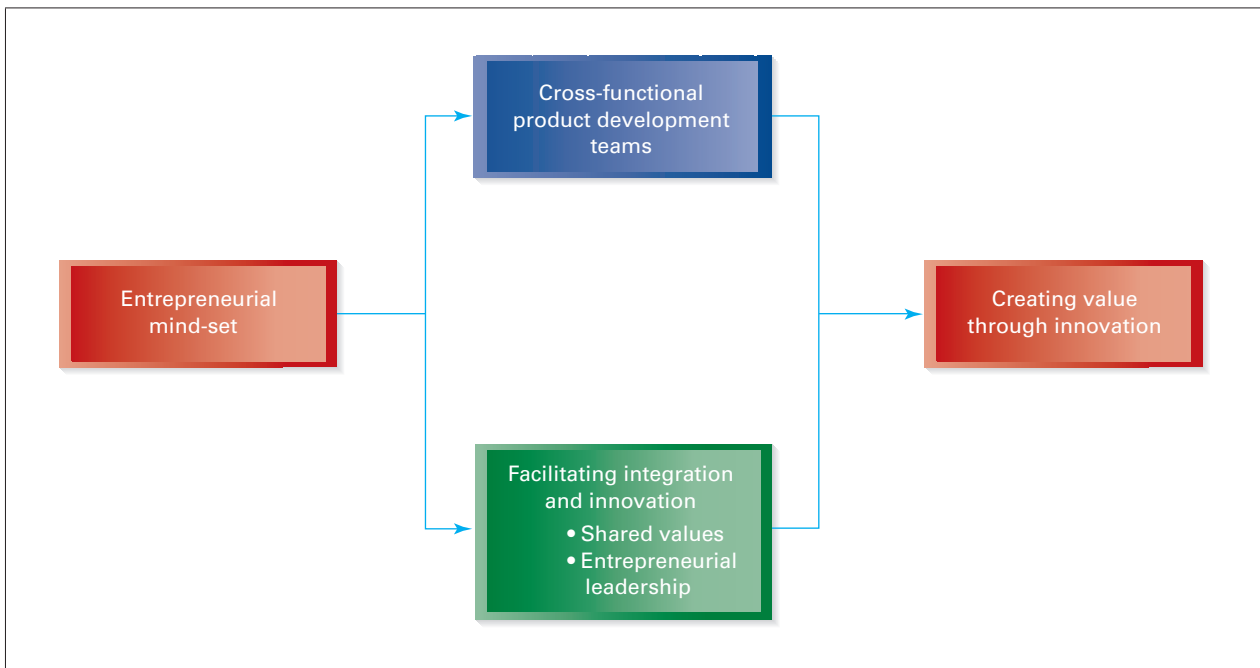 Cross-functional
product development
teams
Entrepreneurial
mind-set
Creating value
through innovation
Facilitating integration
and innovation
• Shared values
• Entrepreneurial
leadership